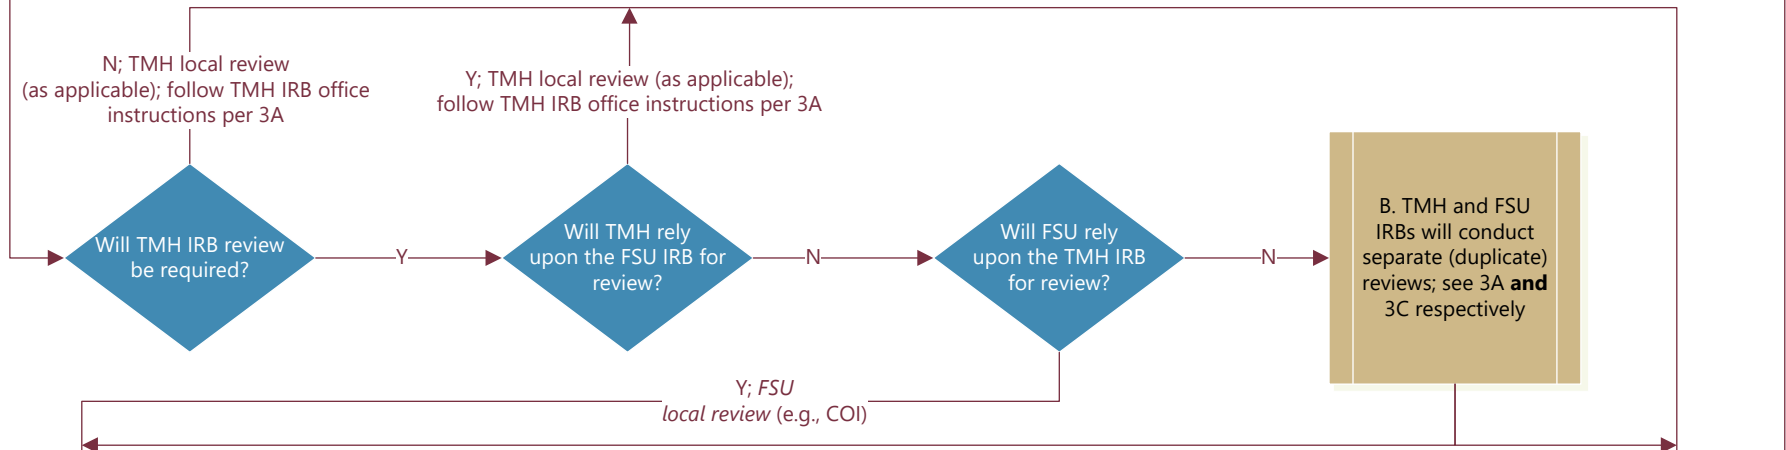 N; TMH local review
(as applicable); follow TMH IRB office
instructions per 3A
Y; TMH local review (as applicable);
follow TMH IRB office instructions per 3A
Will TMH IRB review
be required?
Y
Will TMH rely
upon the FSU IRB for
review?
N
Will FSU rely
upon the TMH IRB
for review?
N
B. TMH and FSU
IRBs will conduct
separate (duplicate)
reviews; see 3A and
3C respectively
Y; FSU
local review (e.g., COI)